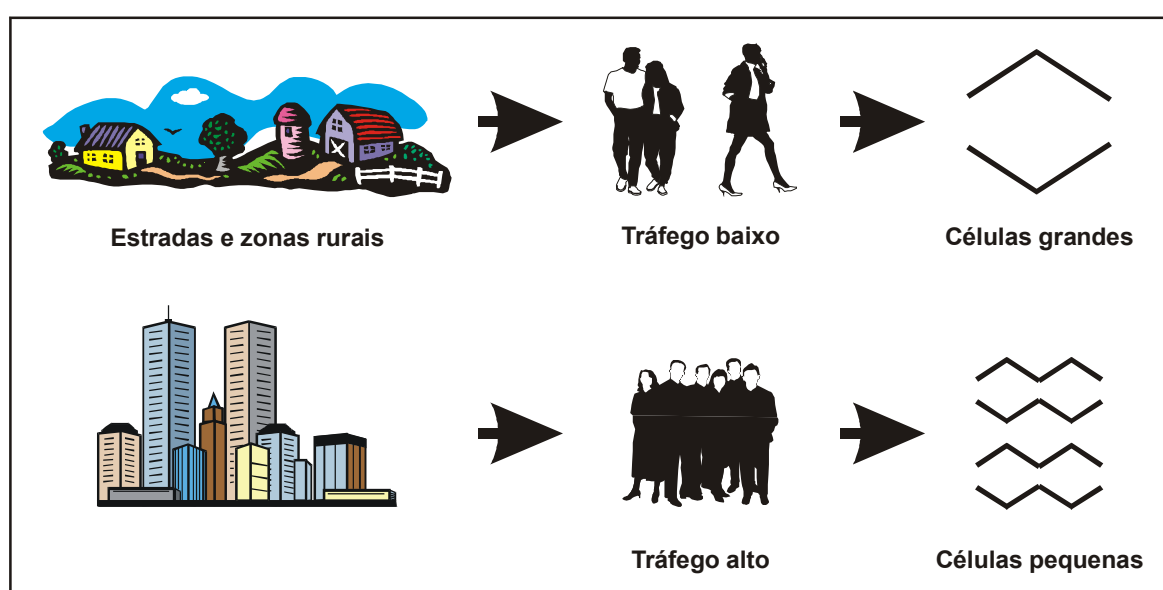 Estradas e zonas rurais
Tráfego baixo
Células grandes
Tráfego alto
Células pequenas